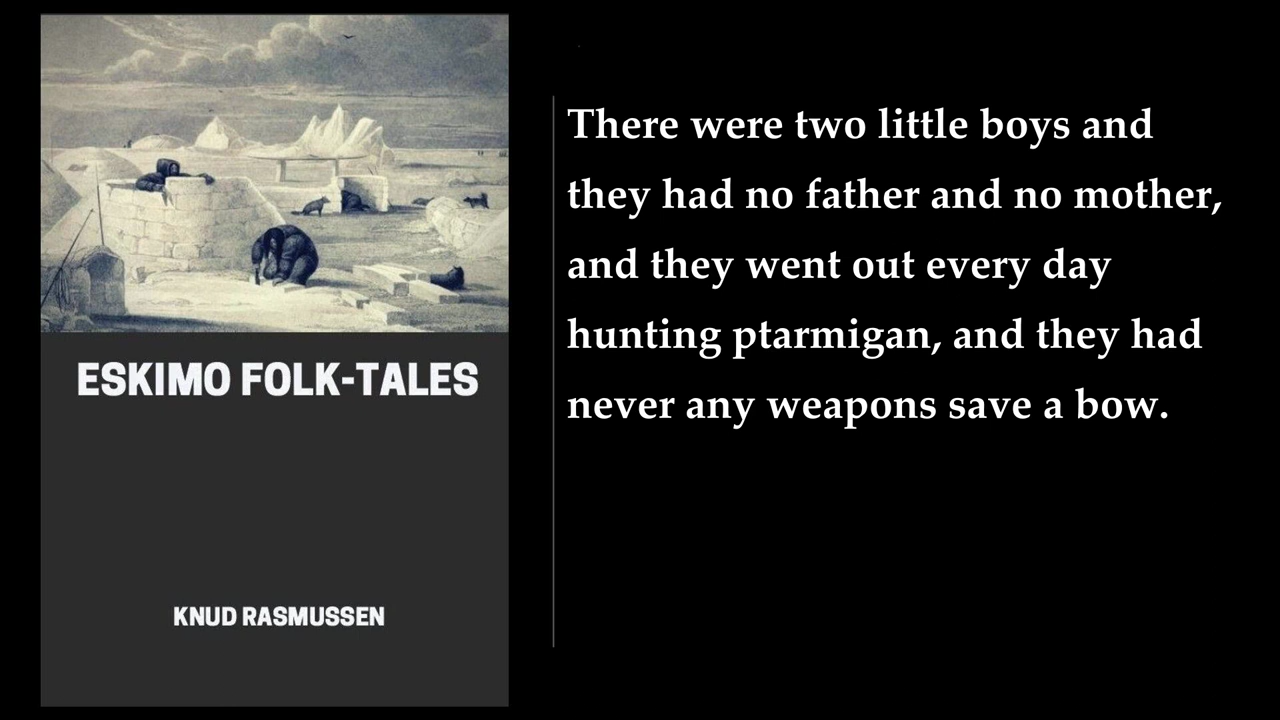 ESKIMO FOLK-TALES
KNUD RASMUSSEN
There were two little boys and
they had no father and no mother,
and they went out every day
hunting ptarmigan, and they had
never any weapons save a bow.